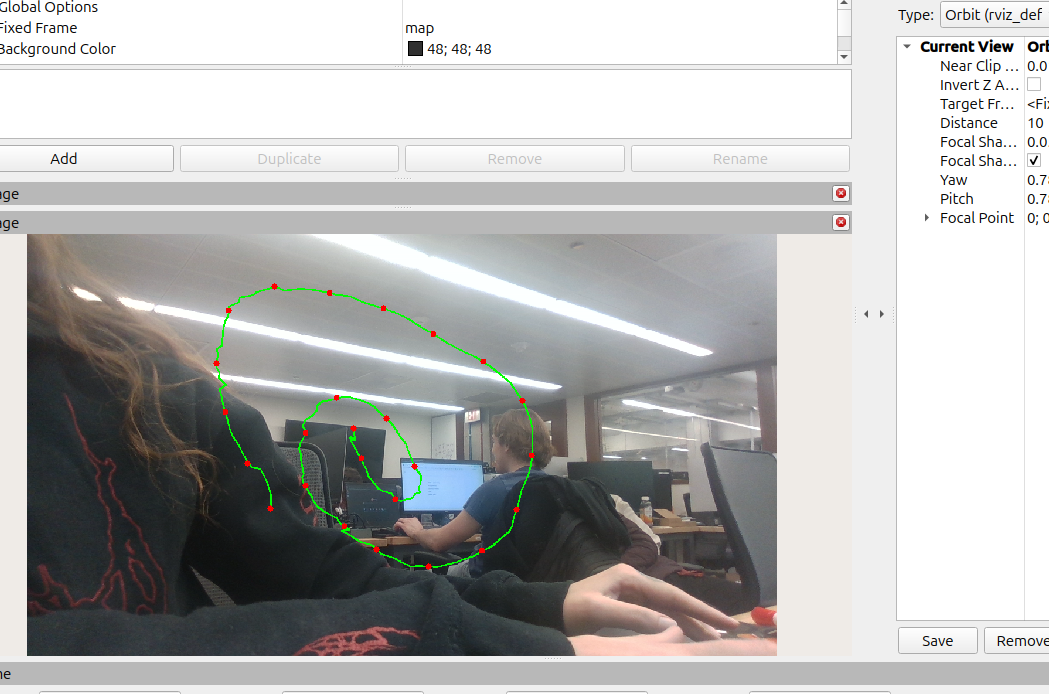 Global Options
Fixed Frame
map
Background Color
48; 48; 48
Add
Duplicate
Remove
Rename
age
age
Type:
Orbit (rviz_def
Current View
Orb
Near Clip …
0.0
Invert Z A…
Target Fr…
<Fix
Distance
10
Focal Sha…
0.0
Focal Sha…
Yaw
0.78
Pitch
0.78
Focal Point
0; 0
Save
Remove
me